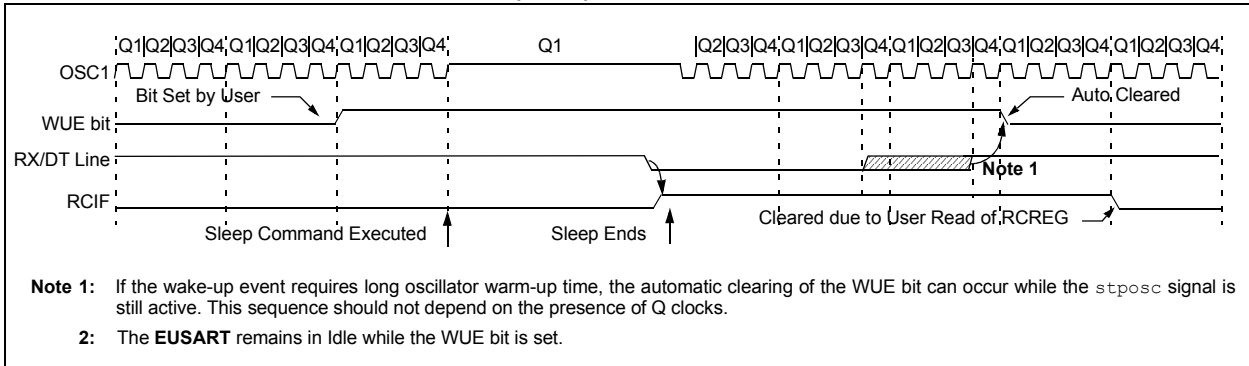 Q1|Q2|Q3|Q4|Q1|Q2|Q3|Q4|Q1|Q2|Q3|Q4| Q1 |Q2|Q3|Q4|Q1|Q2|Q3|Q4|Q1|Q2|Q3|Q4|Q1|Q2|Q3|Q4|Q1|Q2|Q3|Q4
OSC1
Bit Set by User
Auto Cleared
WUE bit
RX/DT Line
Note 1
RCIF
Cleared due to User Read of RCREG
Sleep Command Executed
Sleep Ends
Note 1: If the wake-up event requires long oscillator warm-up time, the automatic clearing of the WUE bit can occur while the stposc signal is
still active. This sequence should not depend on the presence of Q clocks.
2: The EUSART remains in Idle while the WUE bit is set.